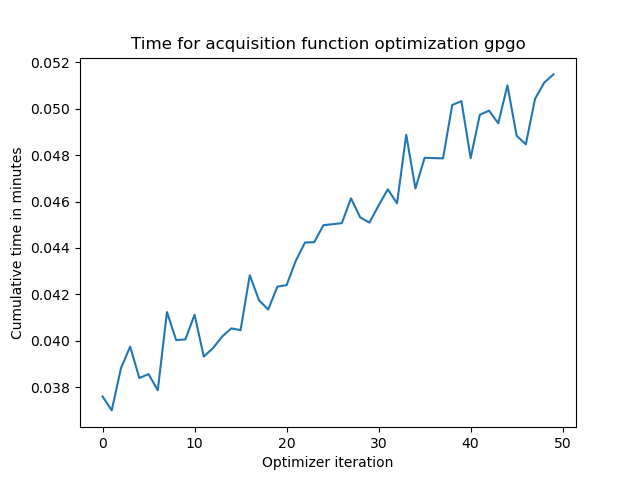 Time for acquisition function optimization gpgo
0.052
0.050
0.048
0.046
0.044
0.042
0.040
0.038
Cumulative time in minutes
0 10 20 30 40 50
Optimizer iteration